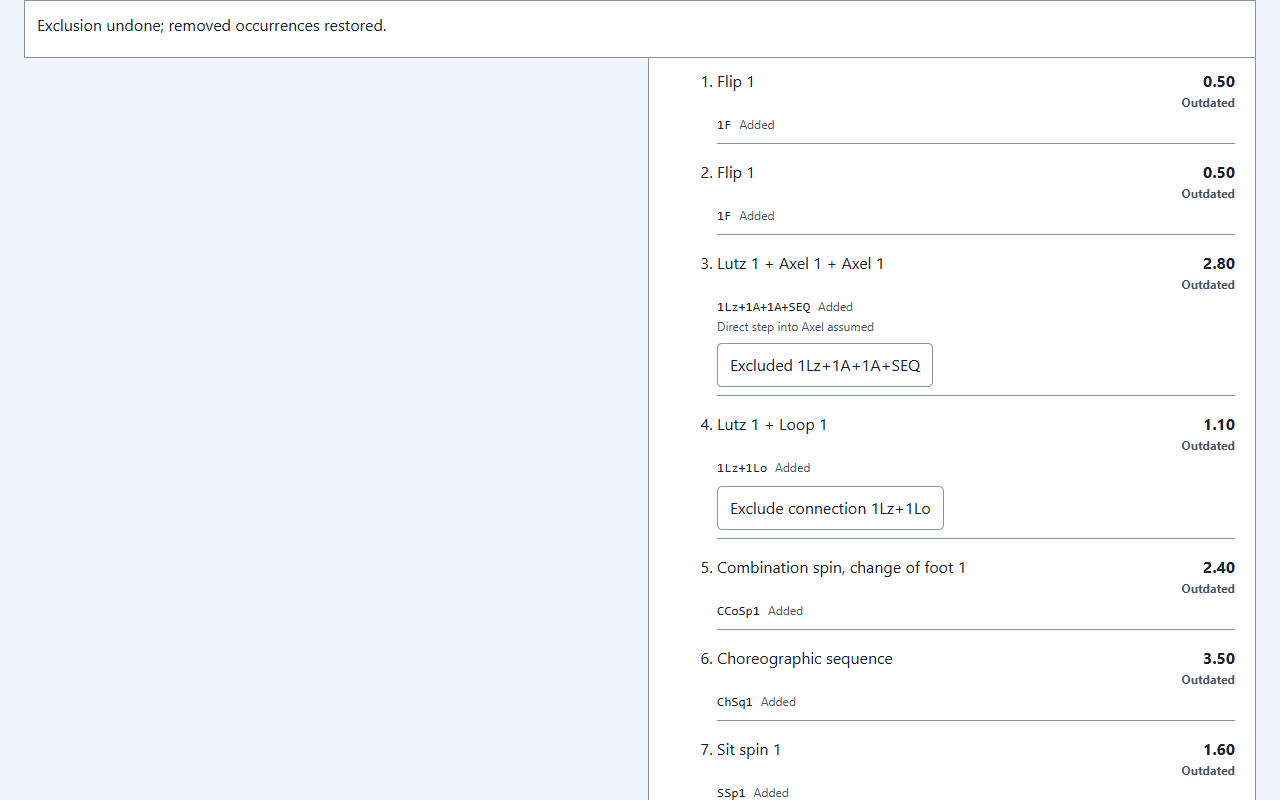 Exclusion undone; removed occurrences restored.
1. Flip 1 0.50
Outdated
1F Added
2. Flip 1 0.50
Outdated
1F Added
3. Lutz 1 + Axel 1 + Axel 1 2.80
Outdated
1Lz+1A+1A+SEQ Added
Direct step into Axel assumed
Excluded 1Lz+1A+1A+SEQ
4. Lutz 1 + Loop 1 1.10
Outdated
1Lz+1Lo Added
Exclude connection 1Lz+1Lo
5. Combination spin, change of foot 1 2.40
Outdated
CCoSp1 Added
6. Choreographic sequence 3.50
Outdated
ChSq1 Added
7. Sit spin 1 1.60
Outdated
SSp1 Added